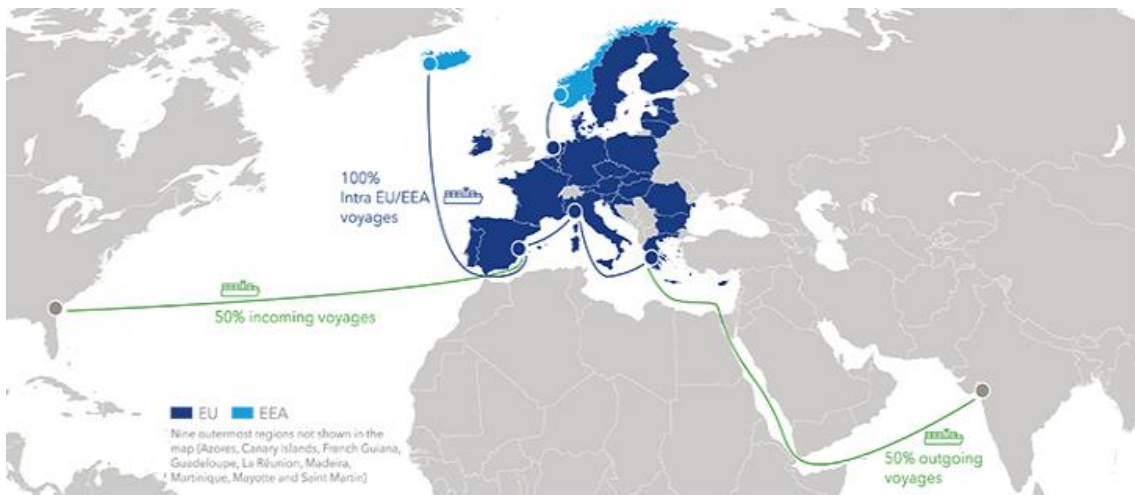 100%
Intra EU/EEA
voyages
50% incoming voyages
EU EEA
Nine outermost regions not shown in the
map (Azores, Canary Islands, French Guiana,
Guadeloupe, La Réunion, Madeira,
Martinique, Mayotte and Saint Martin)
50% outgoing
voyages